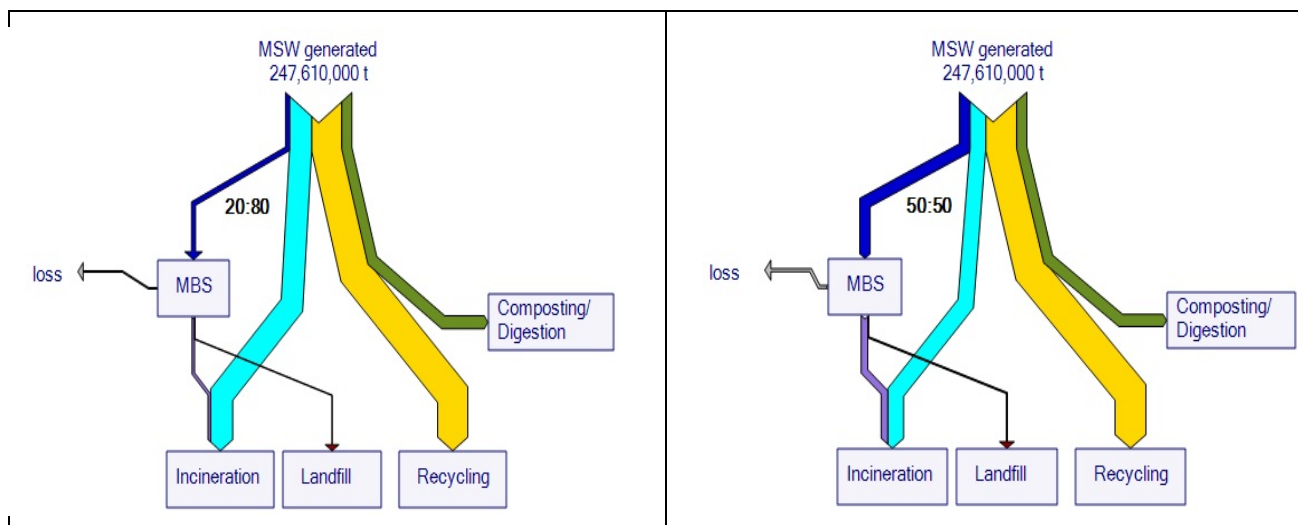 MSW generated
247,610,000 t
20:80
loss
MBS
Composting/
Digestion
Incineration
Landfill
Recycling
MSW generated
247,610,000 t
50:50
loss
MBS
Composting/
Digestion
Incineration
Landfill
Recycling